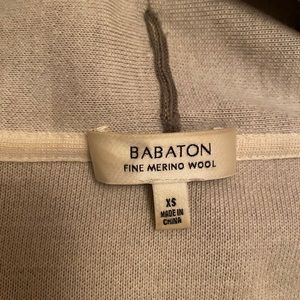 BABATON
FINE MERINO WOOL
XS
MADE IN
CHINA